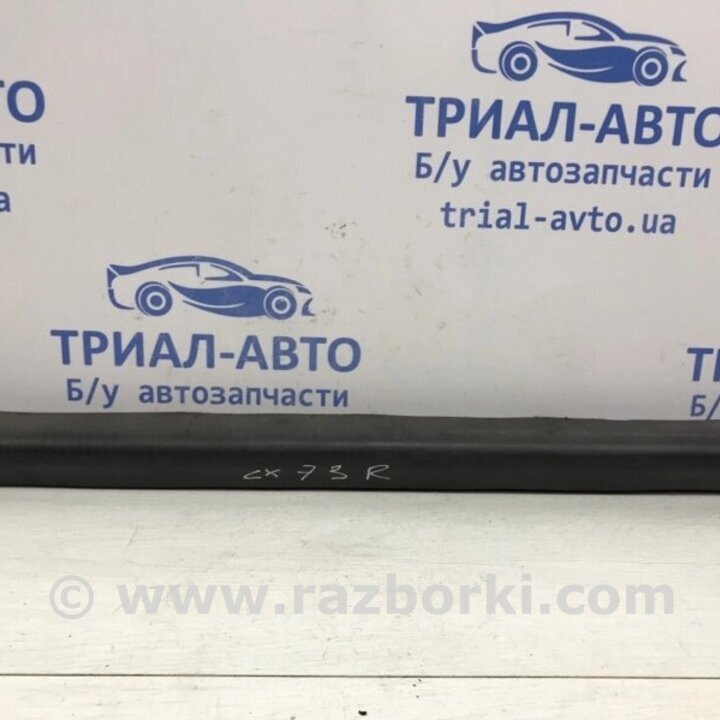 ТРИАЛ-АВТО
Б/у автозапчасти
trial-avto.ua
ТРИАЛ-АВТО
Б/у автозапчасти
CX 73 R
© www.razborki.com